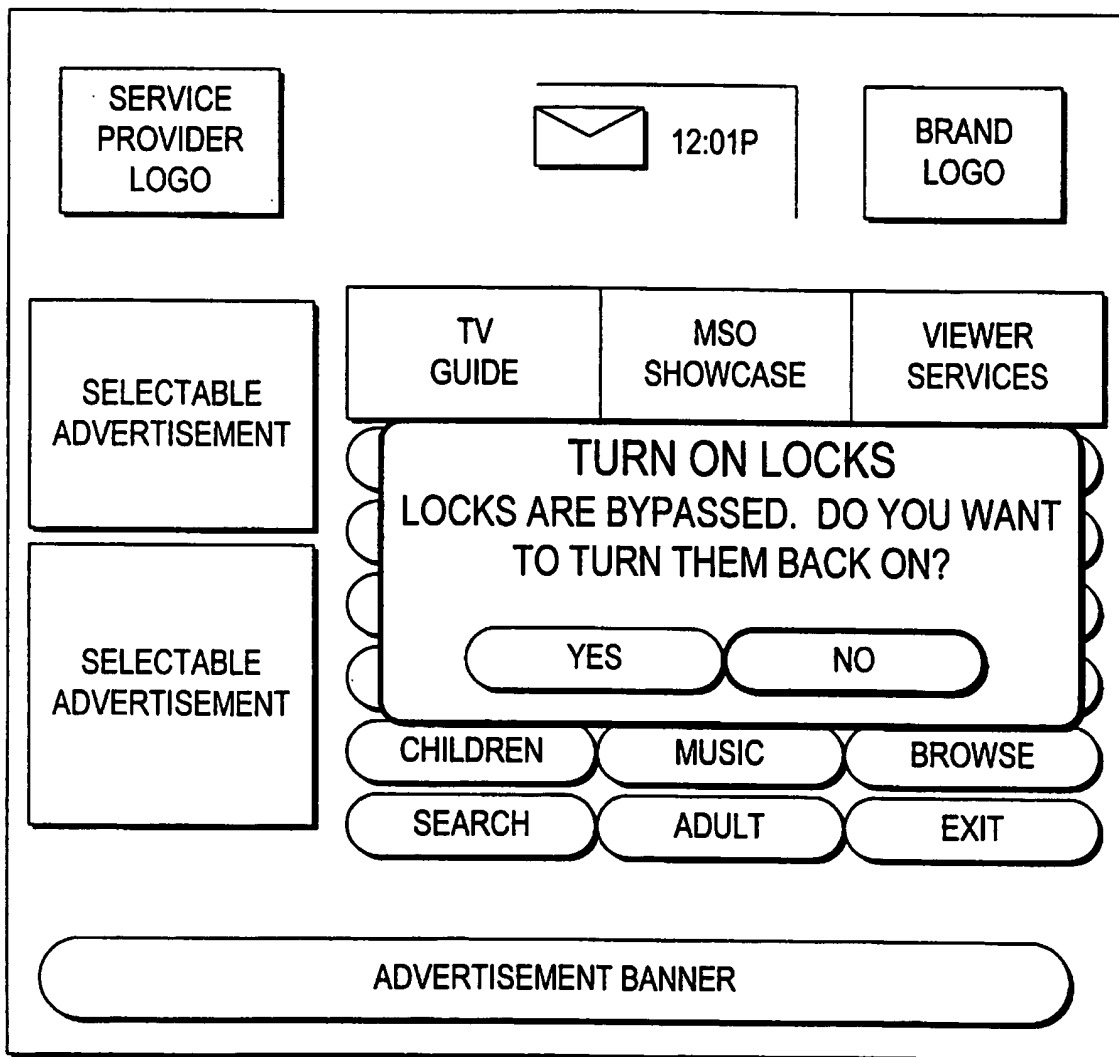 SERVICE
PROVIDER
LOGO
12:01P
BRAND
LOGO
SELECTABLE
ADVERTISEMENT
SELECTABLE
ADVERTISEMENT
TV
GUIDE
MSO
SHOWCASE
VIEWER
SERVICES
TURN ON LOCKS
LOCKS ARE BYPASSED. DO YOU WANT
TO TURN THEM BACK ON?
YES
NO
CHILDREN
MUSIC
BROWSE
SEARCH
ADULT
EXIT
ADVERTISEMENT BANNER